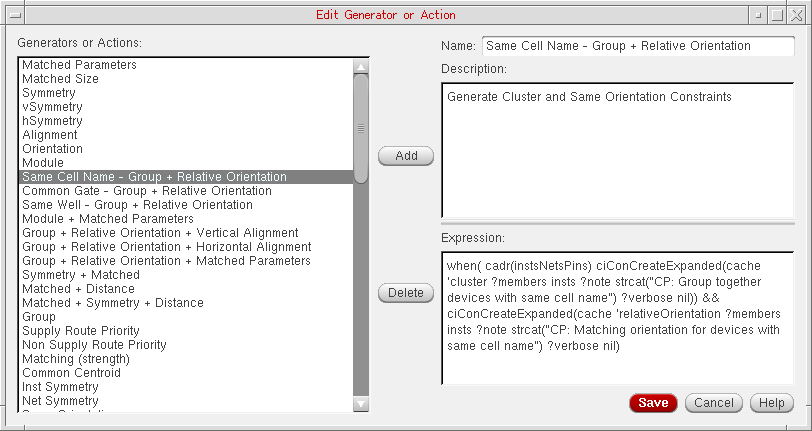 Edit Generator or Action
Generators or Actions:
Matched Parameters
Matched Size
Symmetry
vSymmetry
hSymmetry
Alignment
Orientation
Module
Same Cell Name - Group + Relative Orientation
Common Gate - Group + Relative Orientation
Same Well - Group + Relative Orientation
Module + Matched Parameters
Group + Relative Orientation + Vertical Alignment
Group + Relative Orientation + Horizontal Alignment
Group + Relative Orientation + Matched Parameters
Symmetry + Matched
Matched + Distance
Matched + Symmetry + Distance
Group
Supply Route Priority
Non Supply Route Priority
Matching (strength)
Common Centroid
Inst Symmetry
Net Symmetry
Add
Delete
Name: Same Cell Name - Group + Relative Orientation
Description:
Generate Cluster and Same Orientation Constraints
Expression:
when( cadr(instsNetsPins) ciConCreateExpanded(cache
'cluster ?members insts ?note strcat("CP: Group together
devices with same cell name") ?verbose nil)) &&
ciConCreateExpanded(cache 'relativeOrientation ?members
insts ?note strcat("CP: Matching orientation for devices with
same cell name") ?verbose nil)
Save Cancel Help